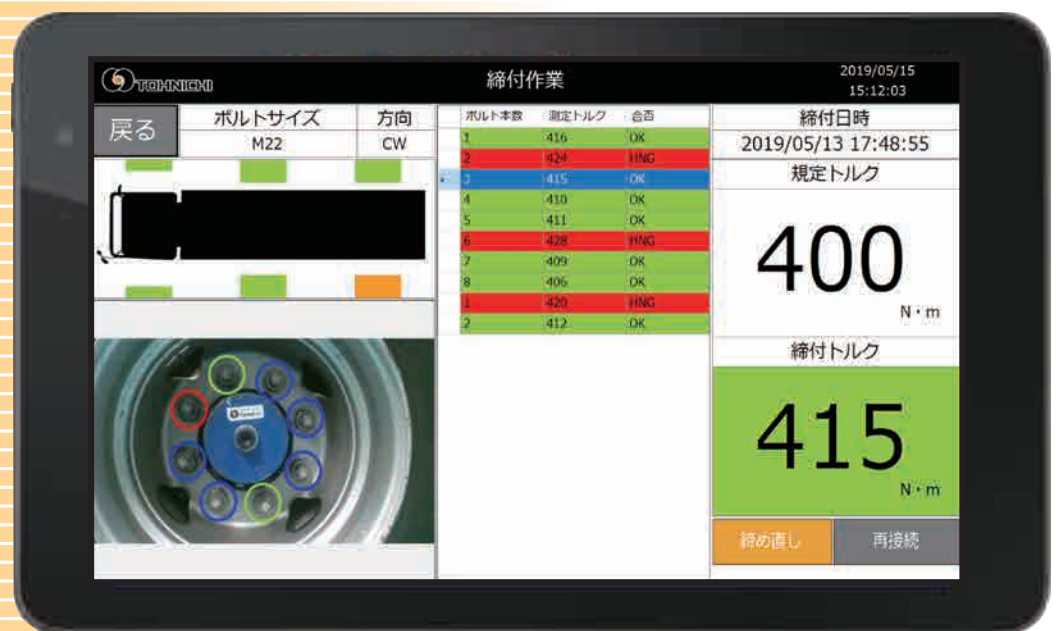 TOHNICHI
締付作業
2019/05/15
15:12:03
戻る
ボルトサイズ 方向
M22 CW
ボルト本数 測定トルク 合否
1 416 OK
2 424 HNG
3 415 OK
4 410 OK
5 411 OK
6 428 HNG
7 409 OK
8 406 OK
1 420 HNG
2 412 OK
締付日時
2019/05/13 17:48:55
規定トルク
400
N・m
締付トルク
415
N・m
締め直し 再接続